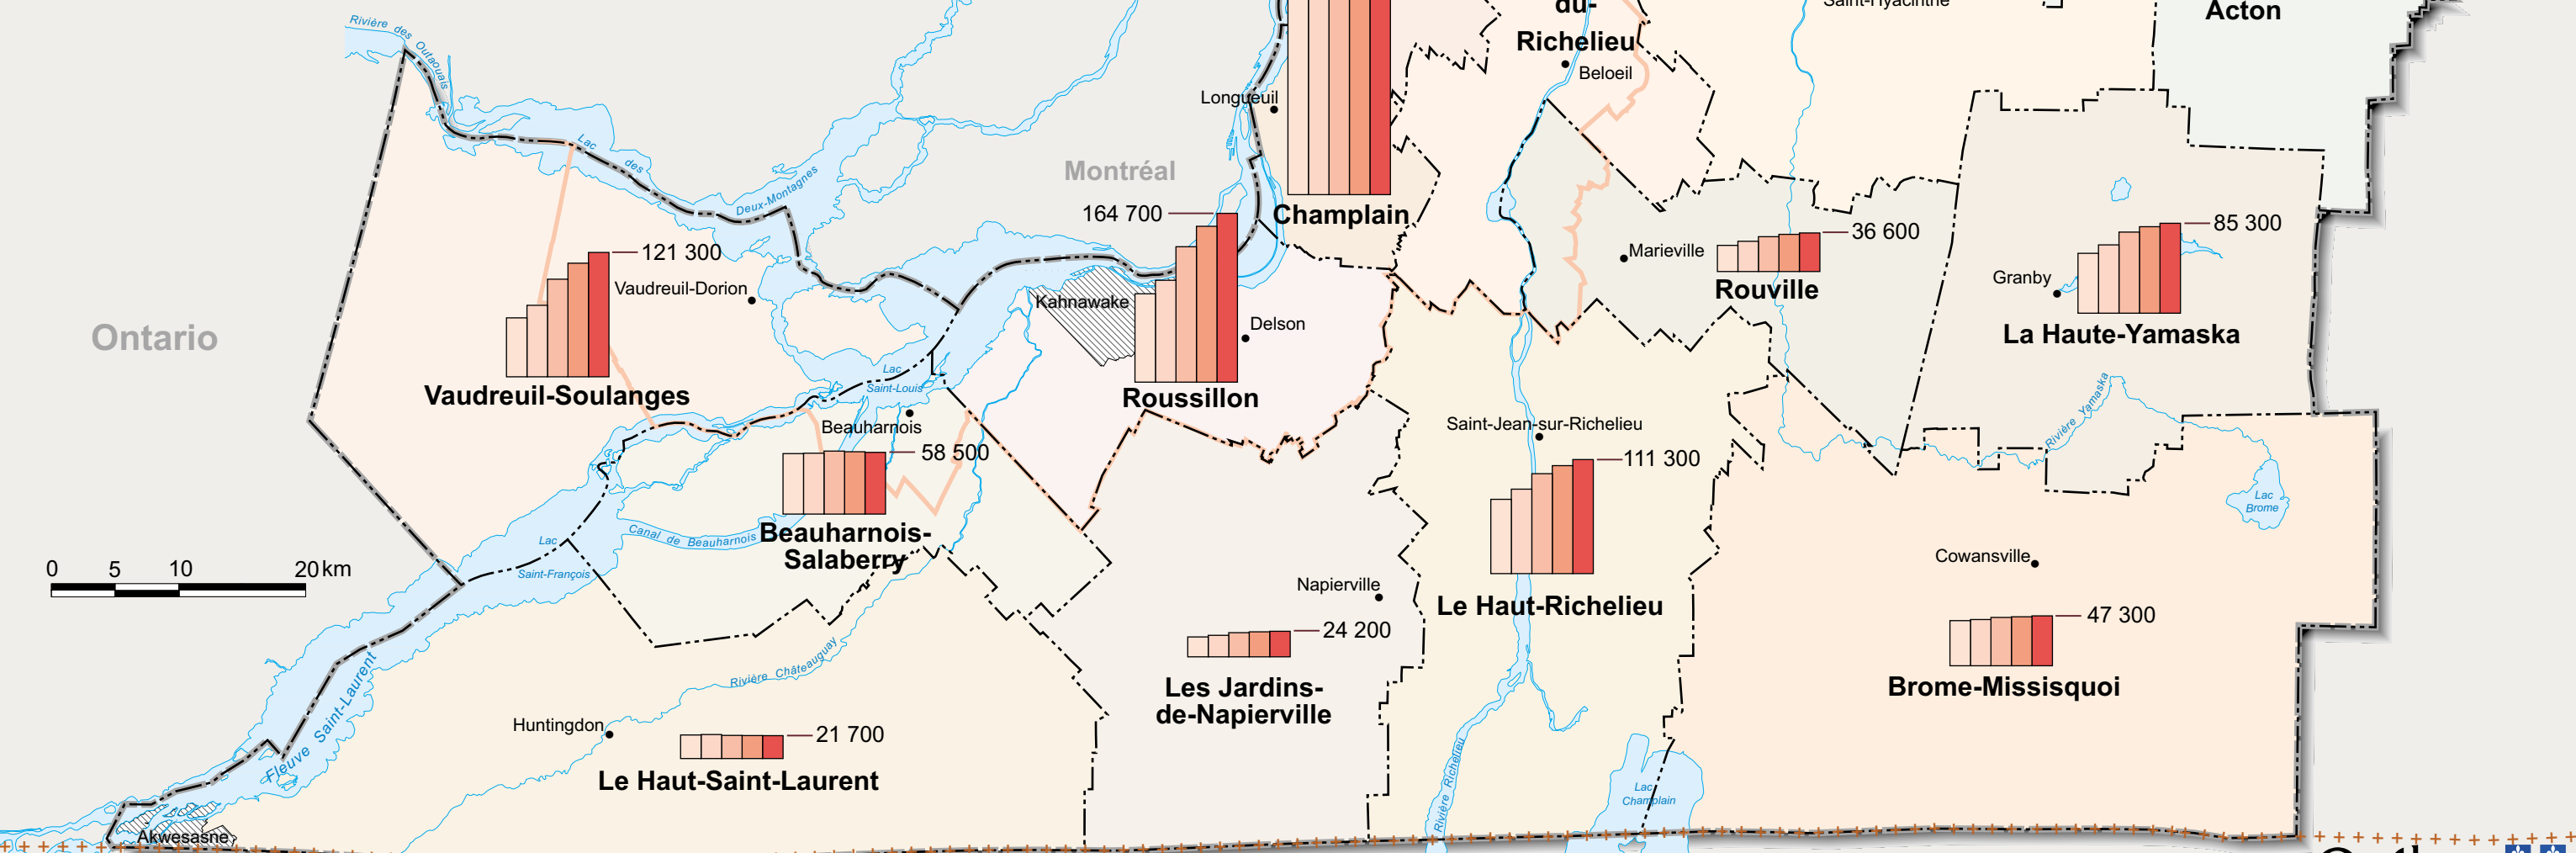 du-
Richelieu
Acton
Rivière des Outaouais
Beloeil
Longueuil
Lac des
Deux-Montagnes
Montréal
164 700
Champlain
121 300
Vaudreuil-Dorion
Ontario
Vaudreuil-Soulanges
Kahnawake
Delson
Roussillon
Marieville
36 600
Rouville
85 300
Granby
La Haute-Yamaska
Lac
Saint-Louis
Beauharnois
58 500
Beauharnois-
Salaberry
Canal de Beauharnois
Saint-Jean-sur-Richelieu
111 300
Le Haut-Richelieu
Rivière Yamaska
Lac
Brome
Lac
Saint-François
0 5 10 20 km
Napierville
24 200
Les Jardins-
de-Napierville
Cowansville
47 300
Brome-Missisquoi
Rivière Châteauguay
Huntingdon
21 700
Le Haut-Saint-Laurent
Fleuve Saint-Laurent
Rivière Richelieu
Lac
Champlain
Akwesasne